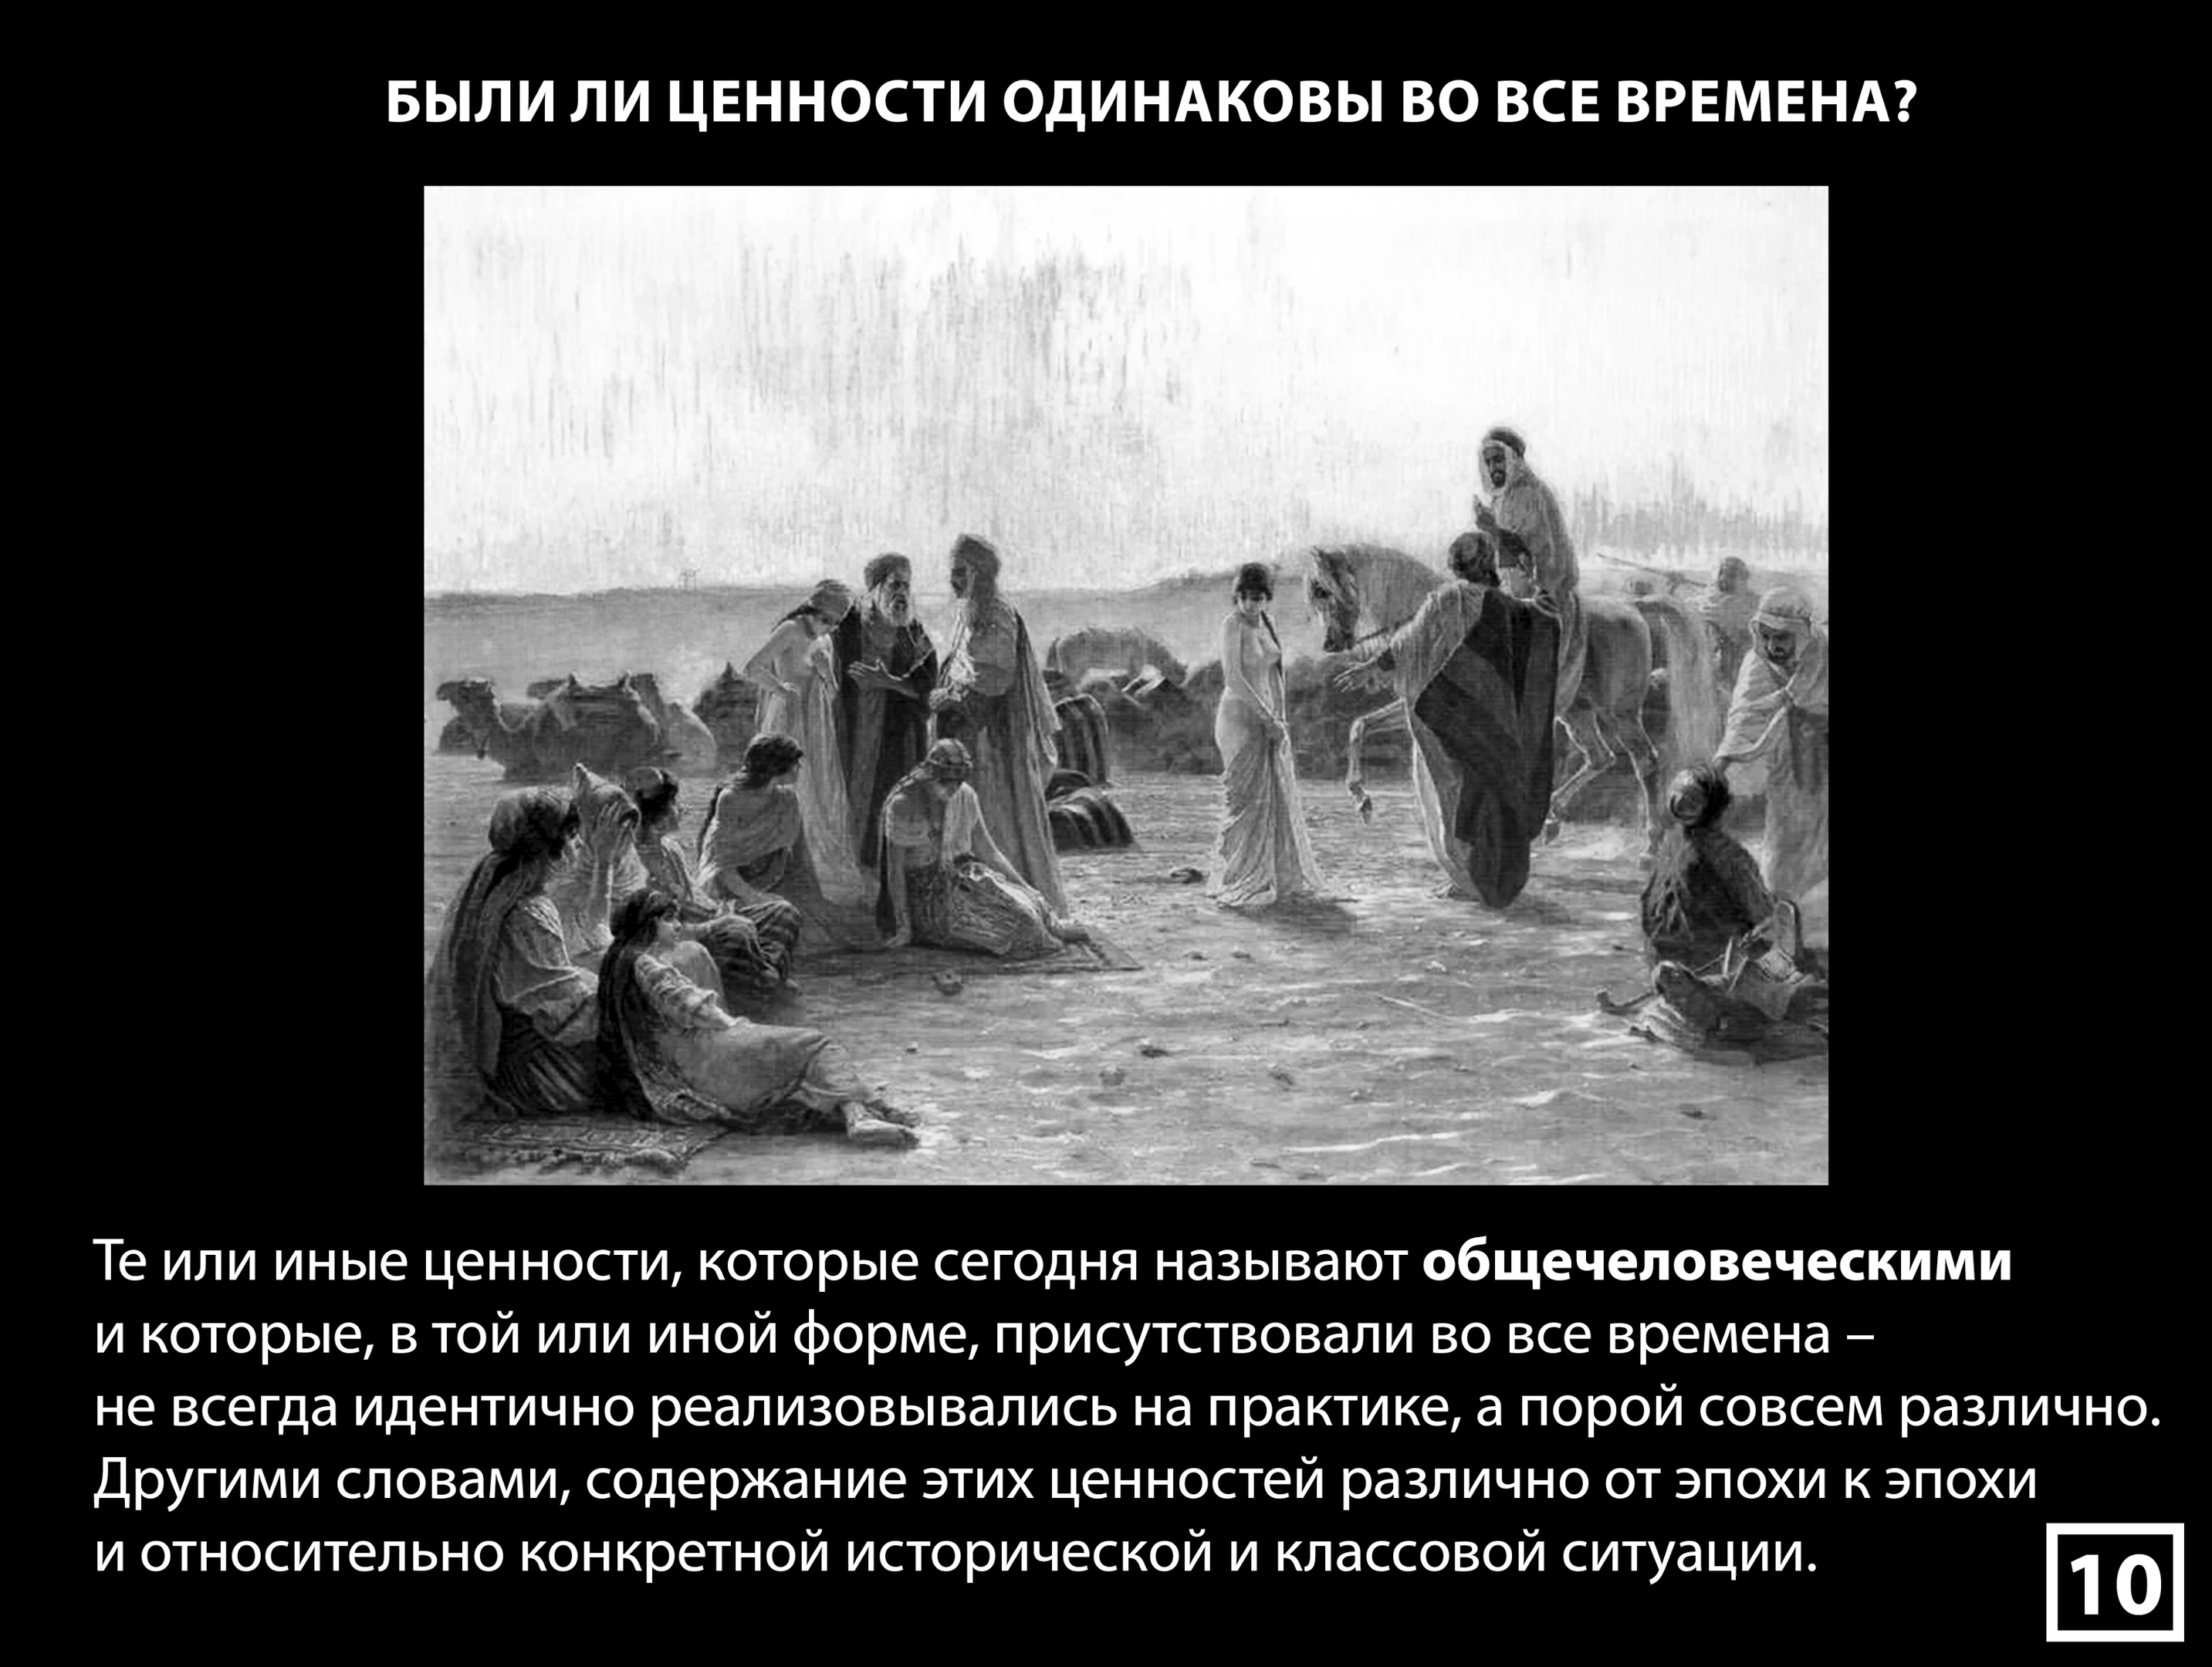 БЫЛИ ЛИ ЦЕННОСТИ ОДИНАКОВЫ ВО ВСЕ ВРЕМЕНА?
Те или иные ценности, которые сегодня называют общечеловеческими
и которые, в той или иной форме, присутствовали во все времена –
не всегда идентично реализовывались на практике, а порой совсем различно.
Другими словами, содержание этих ценностей различно от эпохи к эпохи
и относительно конкретной исторической и классовой ситуации.
10